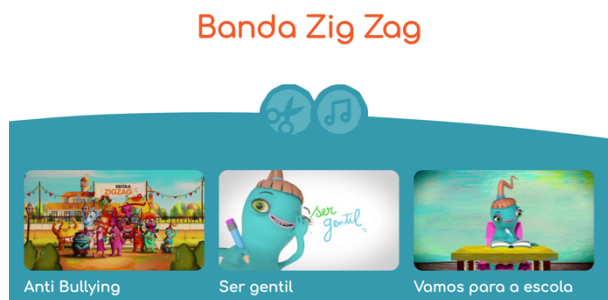 Banda Zig Zag
ESCOLA
ZIGZAG
ser
gentil
Anti Bullying
Ser gentil
Vamos para a escola